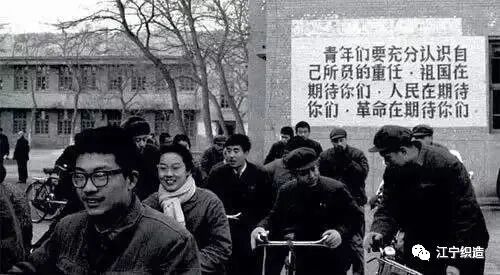 青年们要充分认识自
己所负的重任·祖国在
期待你们·人民在期待
你们·革命在期待你们
江宁织造